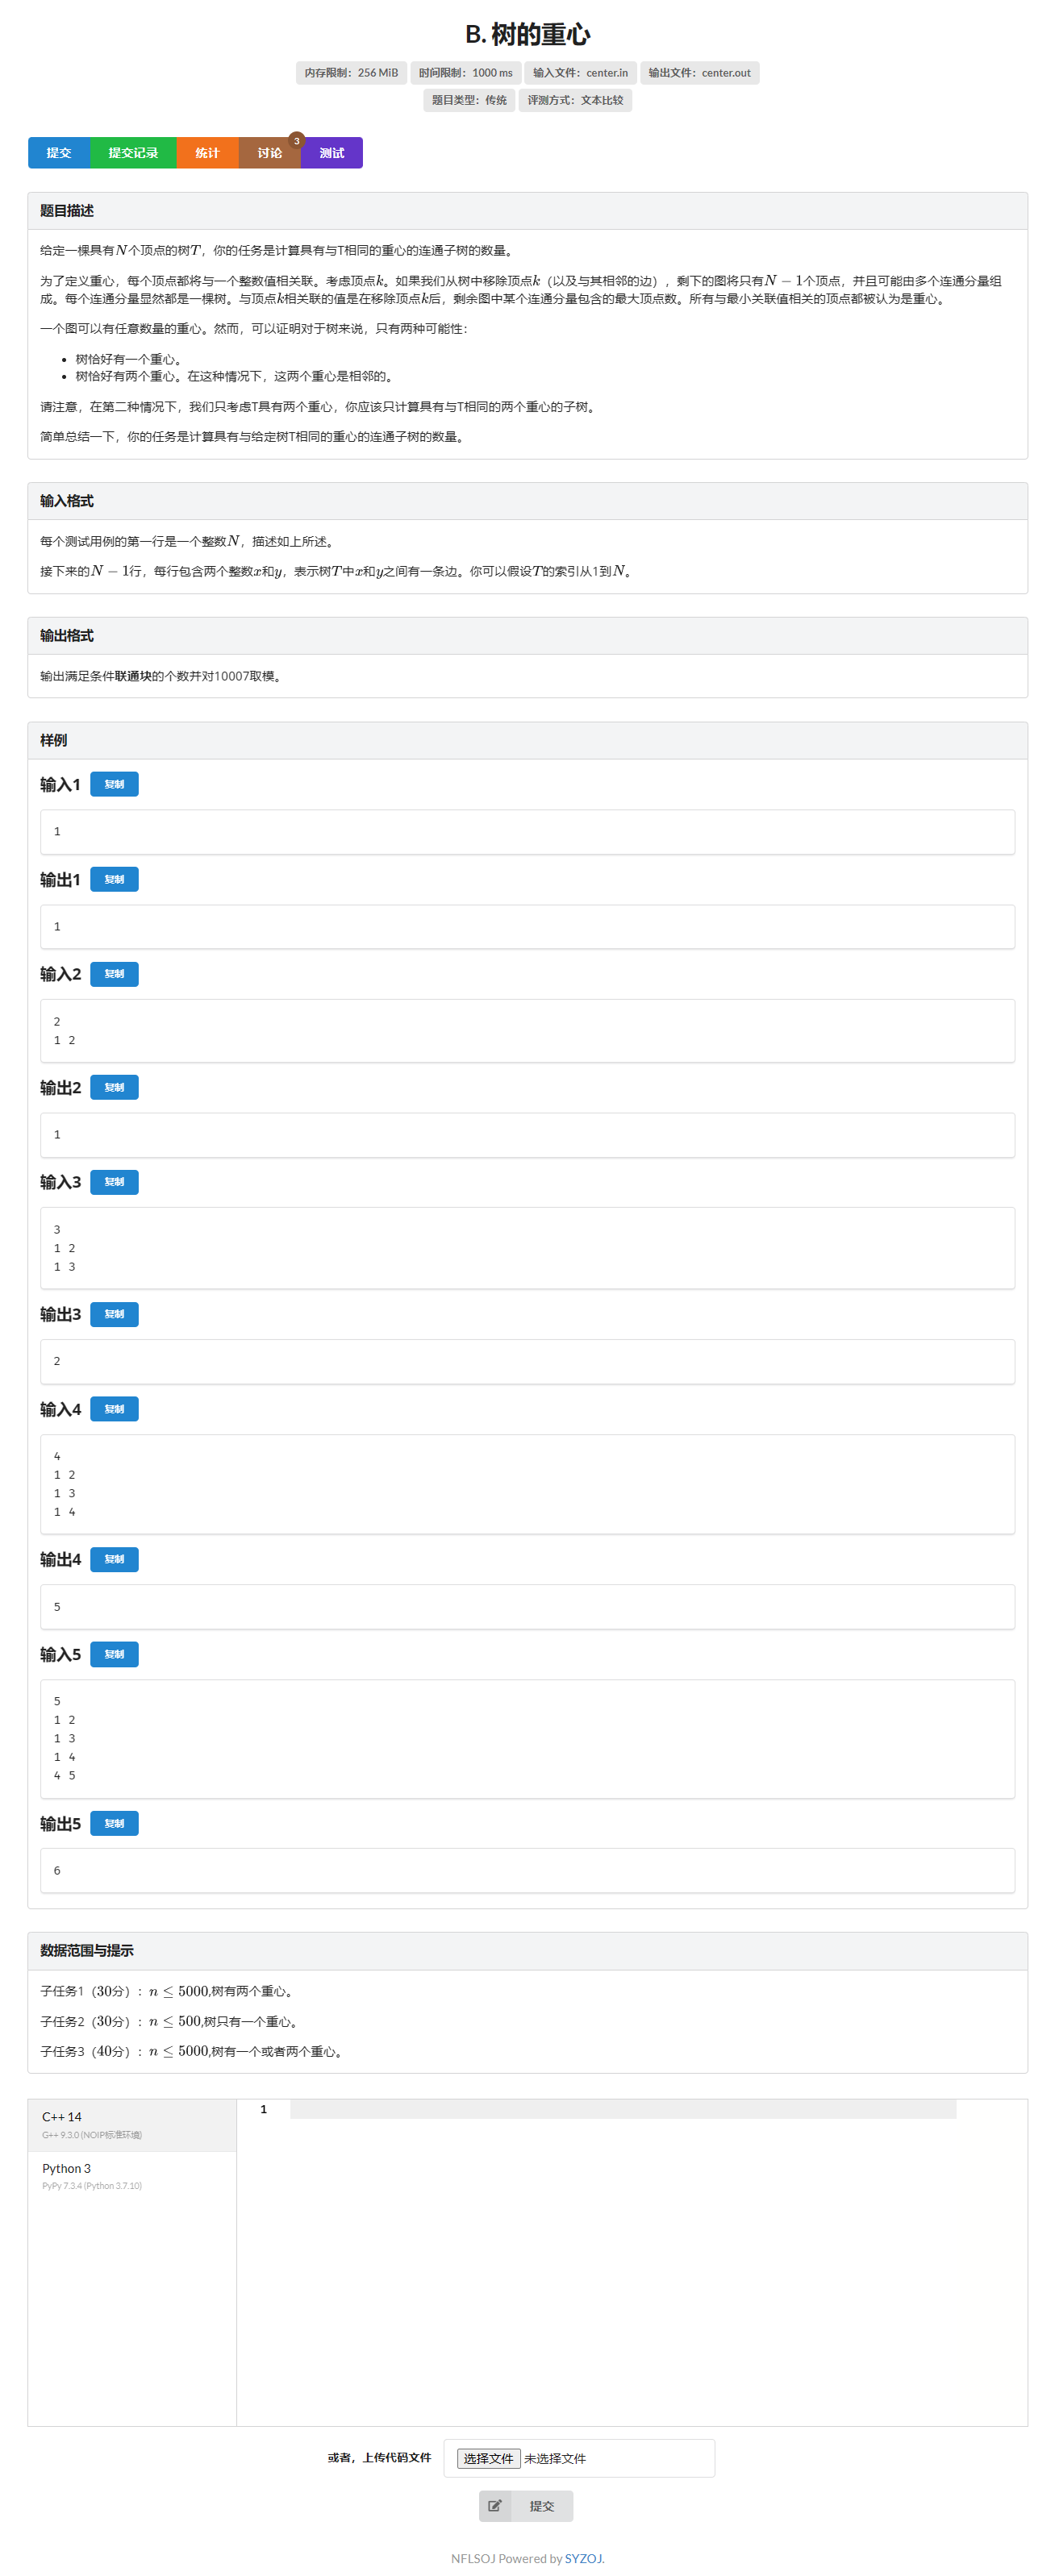 B. 树的重心
内存限制：256 MiB 时间限制：1000 ms 输入文件：center.in 输出文件：center.out
题目类型：传统 评测方式：文本比较
提交 提交记录 统计 讨论 3 测试
题目描述
给定一棵具有N个顶点的树T，你的任务是计算具有与T相同的重心的连通子树的数量。
为了定义重心，每个顶点都将与一个整数值相关联。考虑顶点k。如果我们从树中移除顶点k（以及与其相邻的边），剩下的图将只有N − 1个顶点，并且可能由多个连通分量组
成。每个连通分量显然都是一棵树。与顶点k相关联的值是在移除顶点k后，剩余图中某个连通分量包含的最大顶点数。所有与最小关联值相关的顶点都被认为是重心。
一个图可以有任意数量的重心。然而，可以证明对于树来说，只有两种可能性：
• 树恰好有一个重心。
• 树恰好有两个重心。在这种情况下，这两个重心是相邻的。
请注意，在第二种情况下，我们只考虑T具有两个重心，你应该只计算具有与T相同的两个重心的子树。
简单总结一下，你的任务是计算具有与给定树T相同的重心的连通子树的数量。
输入格式
每个测试用例的第一行是一个整数N，描述如上所述。
接下来的N − 1行，每行包含两个整数x和y，表示树T中x和y之间有一条边。你可以假设T的索引从1到N。
输出格式
输出满足条件联通块的个数并对10007取模。
样例
输入1 复制
1
输出1 复制
1
输入2 复制
2
1 2
输出2 复制
1
输入3 复制
3
1 2
1 3
输出3 复制
2
输入4 复制
4
1 2
1 3
1 4
输出4 复制
5
输入5 复制
5
1 2
1 3
1 4
4 5
输出5 复制
6
数据范围与提示
子任务1（30分）：n ≤ 5000,树有两个重心。
子任务2（30分）：n ≤ 500,树只有一个重心。
子任务3（40分）：n ≤ 5000,树有一个或者两个重心。
C++ 14
G++ 9.3.0 (NOIP标准环境)
Python 3
PyPy 7.3.4 (Python 3.7.10)
1
或者，上传代码文件 选择文件 未选择文件
提交
NFLSOJ Powered by SYZOJ.